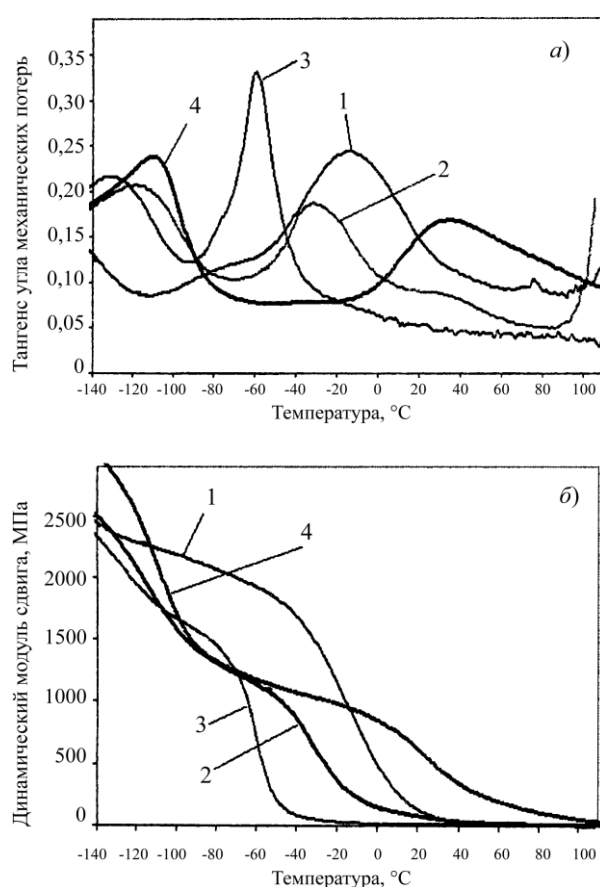 а)
0,35
0,30
0,25
0,20
0,15
0,10
0,05
0
Тангенс угла механических потерь
3
4
1
2
-140 -120 -100 -80 -60 -40 -20 0 20 40 60 80 100
Температура, °C
б)
2500
2000
1500
1000
500
0
Динамический модуль сдвига, МПа
1
4
3
2
-140 -120 -100 -80 -60 -40 -20 0 20 40 60 80 100
Температура, °C